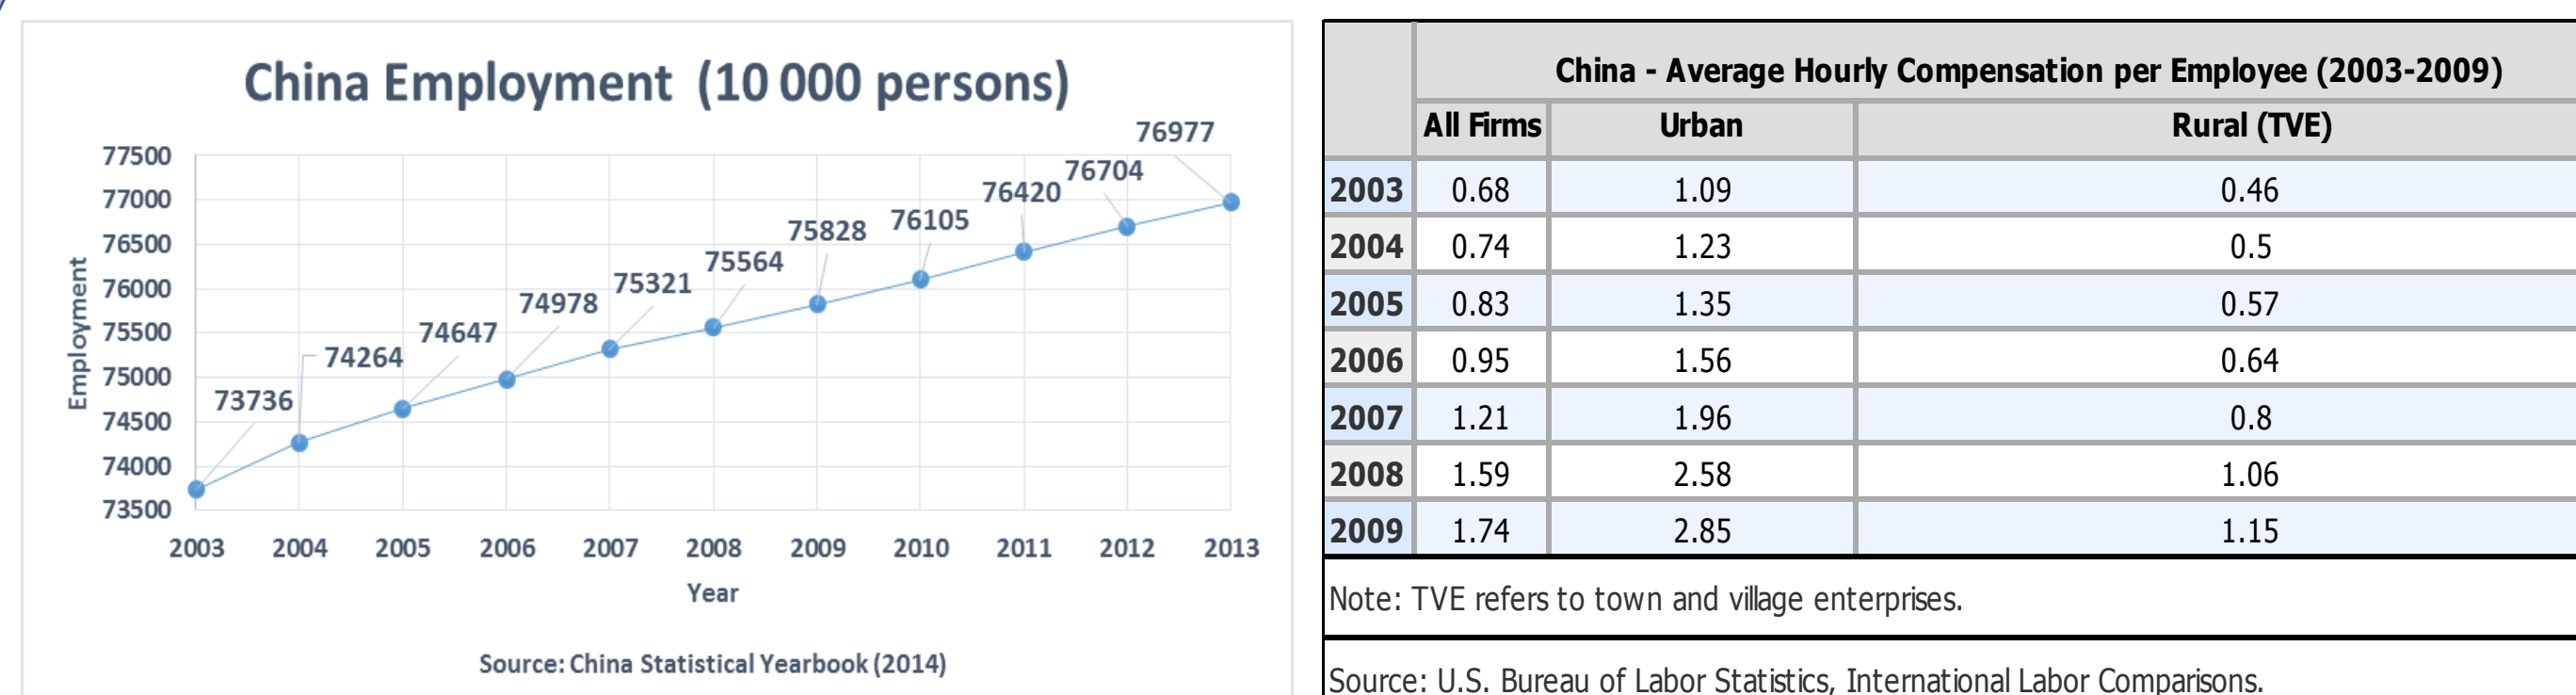 China Employment (10 000 persons)
77500
77000
76500
76000
75500
75000
74500
74000
73500
Employment
73736
74264
74647
74978
75321
75564
75828
76105
76420
76704
76977
2003 2004 2005 2006 2007 2008 2009 2010 2011 2012 2013
Year
Source: China Statistical Yearbook (2014)
China - Average Hourly Compensation per Employee (2003-2009)
All Firms Urban Rural (TVE)
2003 0.68 1.09 0.46
2004 0.74 1.23 0.5
2005 0.83 1.35 0.57
2006 0.95 1.56 0.64
2007 1.21 1.96 0.8
2008 1.59 2.58 1.06
2009 1.74 2.85 1.15
Note: TVE refers to town and village enterprises.
Source: U.S. Bureau of Labor Statistics, International Labor Comparisons.